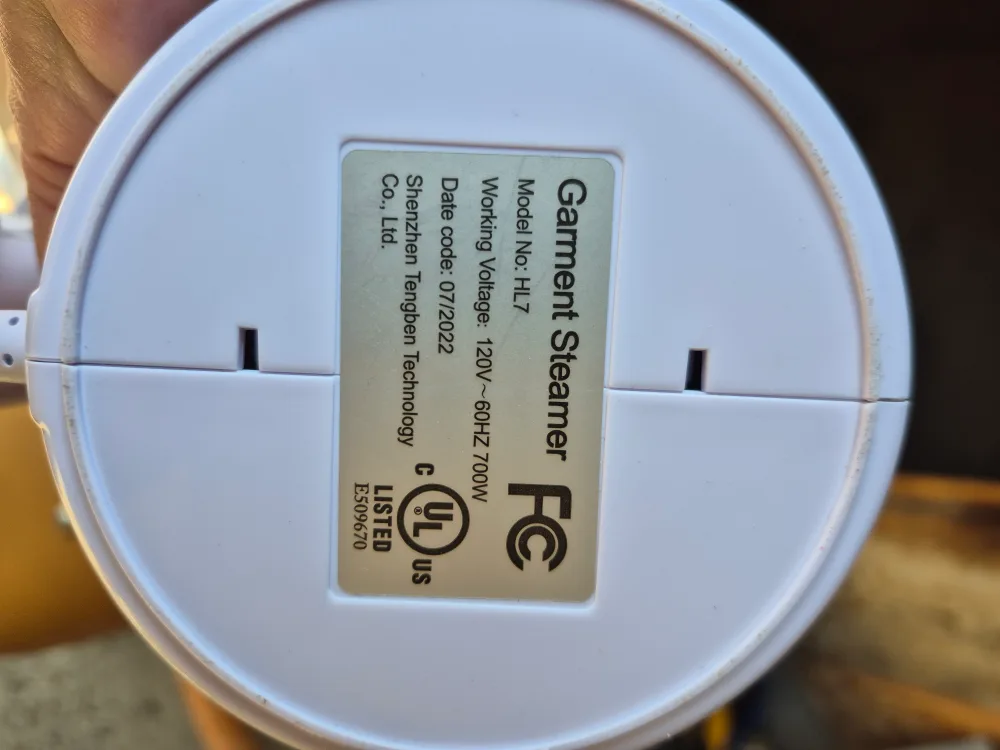 Garment Steamer
Model No: HL7
Working Voltage: 120V~60HZ 700W
Date code: 07/2022
Shenzhen Tengben Technology
Co., Ltd.
FC
C UL® US
LISTED
E509670